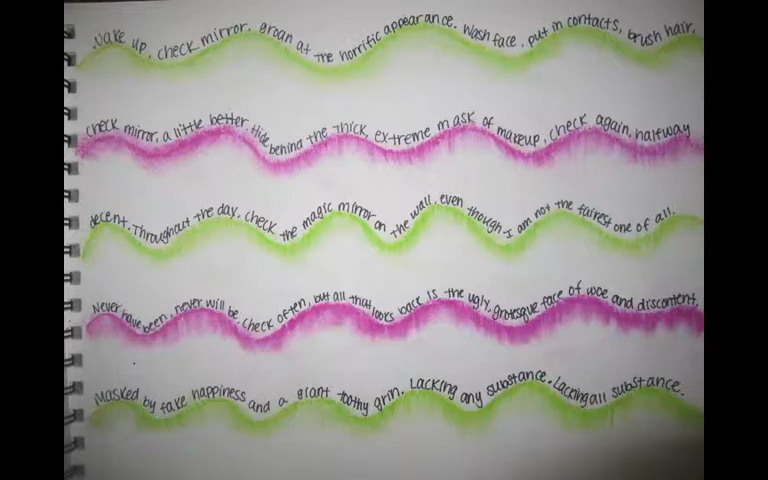 Wake up, check mirror, groan at the horrific appearance. Wash face, put in contacts, brush hair,
check mirror, a little better. Hide behind the thick, extreme mask of makeup, check again, halfway
decent. Throughout the day, check the magic mirror on the wall, even though I am not the fairest one of all.
Never have been, never will be, check often, but all that looks back is the ugly, grotesque face of woe and discontent,
Masked by fake happiness and a giant toothy grin. Lacking any substance. Lacking all substance.